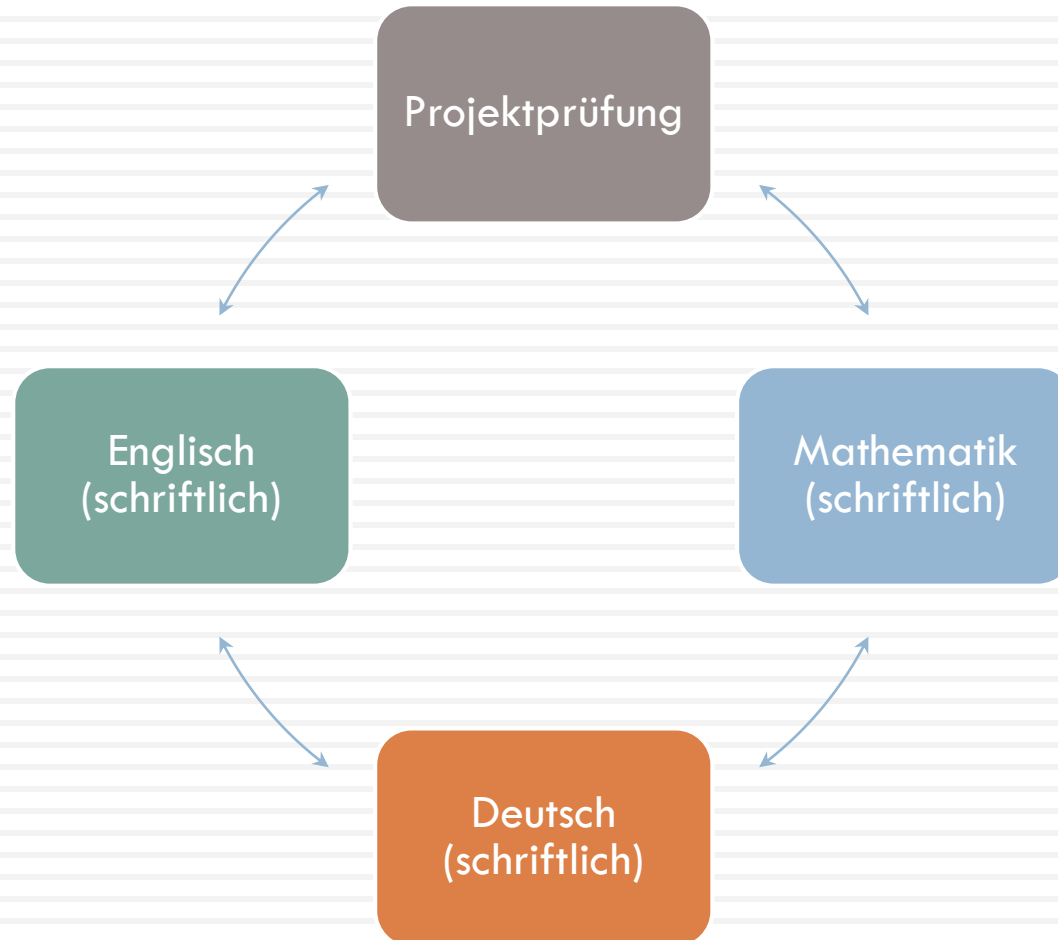 Projektprüfung
Englisch
(schriftlich)
Mathematik
(schriftlich)
Deutsch
(schriftlich)